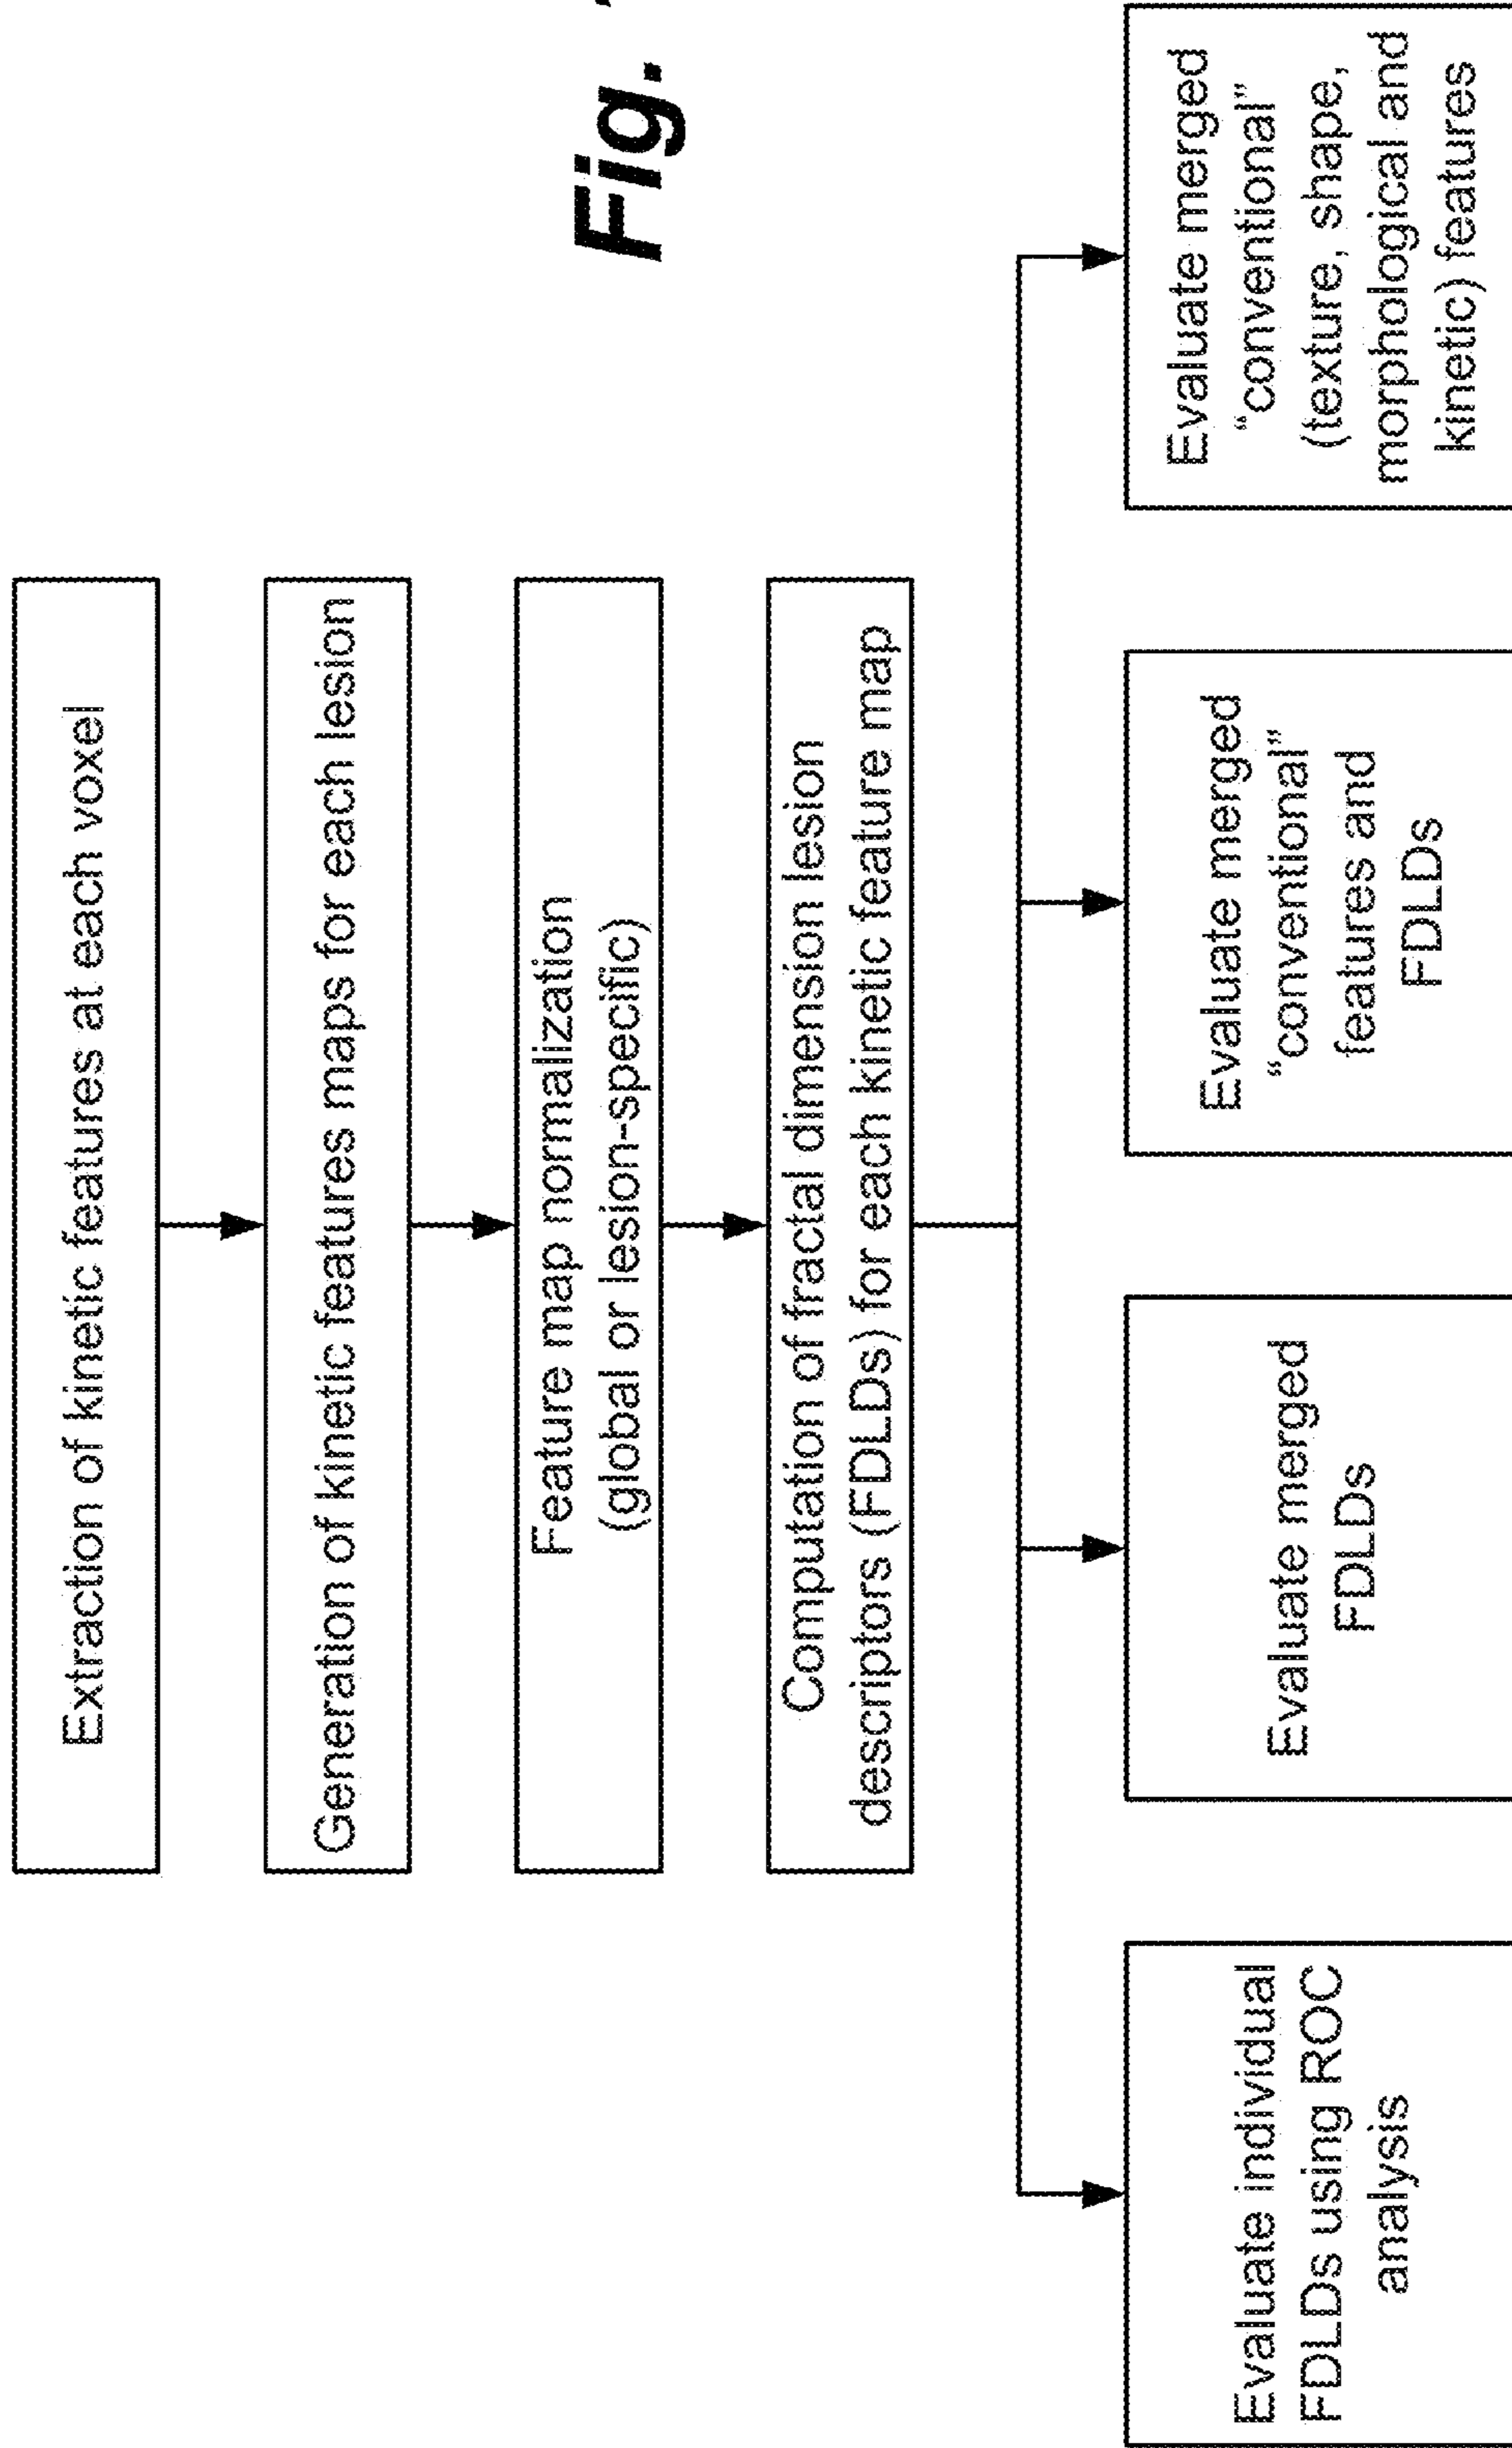 Extraction of kinetic features at each voxel
Generation of kinetic features maps for each lesion
Feature map normalization
(global or lesion-specific)
Computation of fractal dimension lesion
descriptors (FDLDs) for each kinetic feature map
Fig.
Evaluate individual
FDLDs using ROC
analysis
Evaluate merged
FDLDs
Evaluate merged
“conventional”
features and
FDLDs
Evaluate merged
“conventional”
(texture, shape,
morphological and
kinetic) features